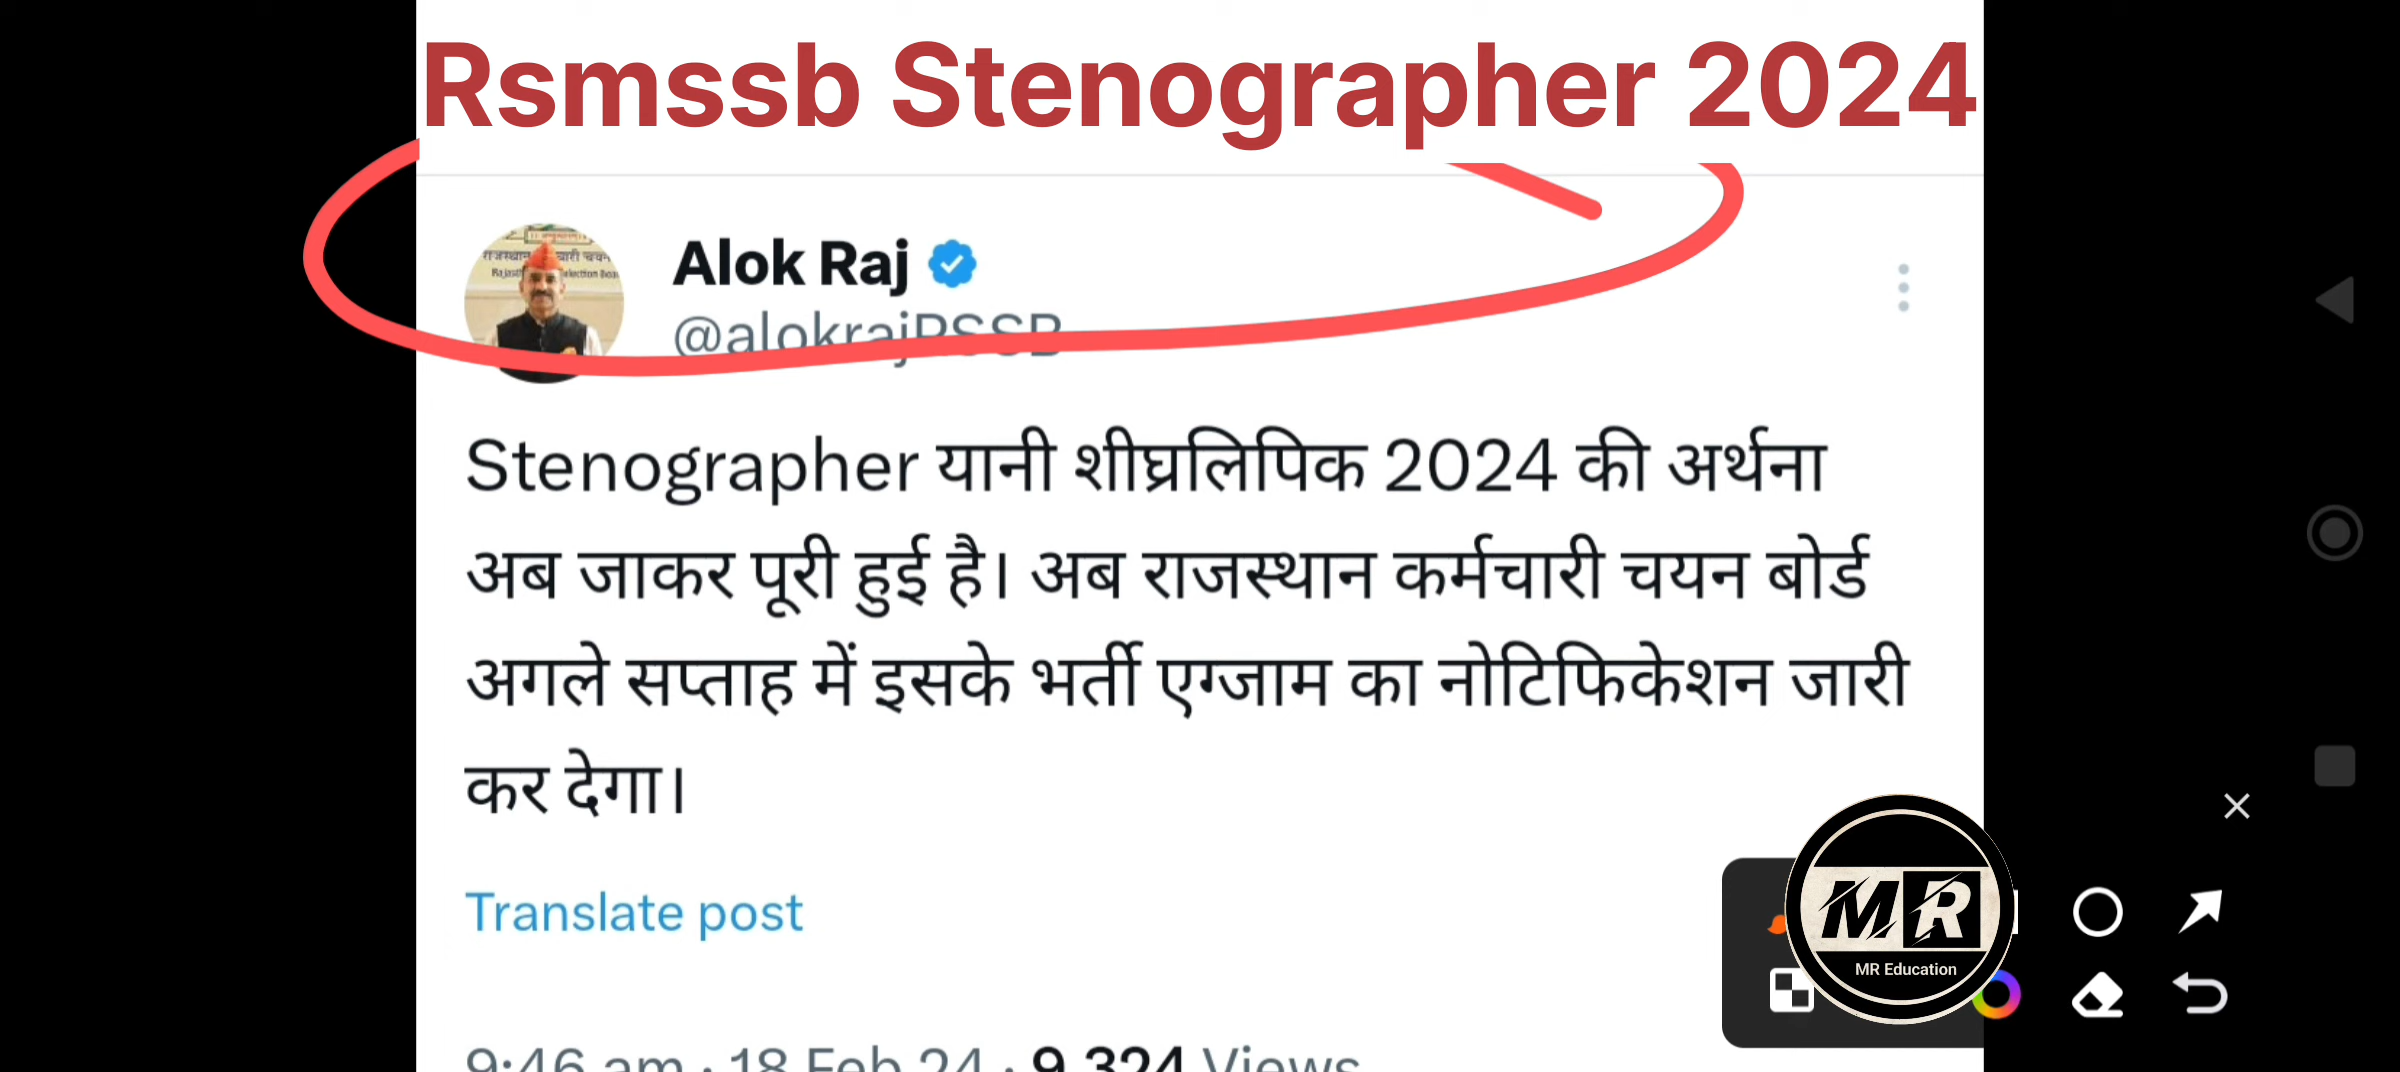 Rsmssb Stenographer 2024
Alok Raj
@alokrajRSSB
Stenographer यानी शीघ्रलिपिक 2024 की अर्थना
अब जाकर पूरी हुई है। अब राजस्थान कर्मचारी चयन बोर्ड
अगले सप्ताह में इसके भर्ती एग्जाम का नोटिफिकेशन जारी
कर देगा।
Translate post
MR
MR Education
9:46 am · 18 Feb 24 · 9,324 Views